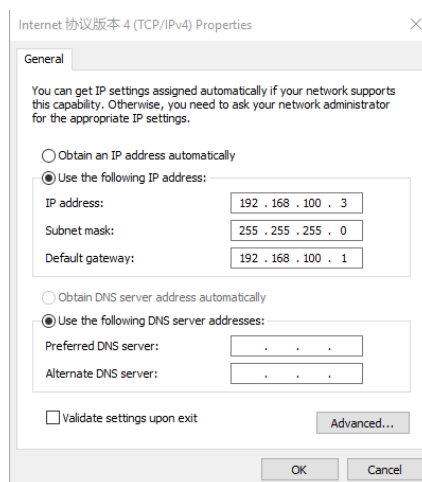 Internet 协议版本 4 (TCP/IPv4) Properties
General
You can get IP settings assigned automatically if your network supports
this capability. Otherwise, you need to ask your network administrator
for the appropriate IP settings.
Obtain an IP address automatically
Use the following IP address:
IP address: 192 . 168 . 100 . 3
Subnet mask: 255 . 255 . 255 . 0
Default gateway: 192 . 168 . 100 . 1
Obtain DNS server address automatically
Use the following DNS server addresses:
Preferred DNS server: . . .
Alternate DNS server: . . .
Validate settings upon exit
Advanced...
OK Cancel